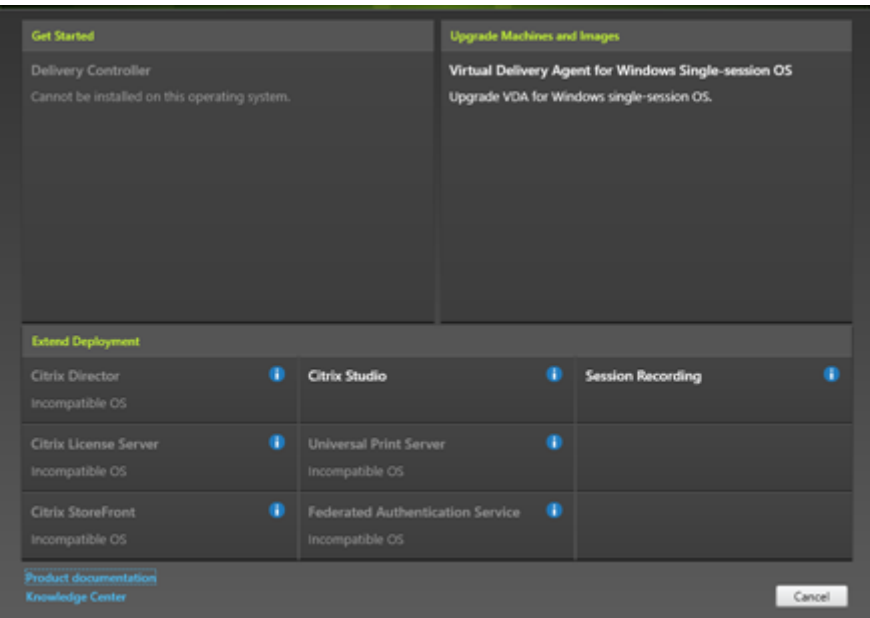 Get Started
Delivery Controller
Cannot be installed on this operating system.
Upgrade Machines and Images
Virtual Delivery Agent for Windows Single-session OS
Upgrade VDA for Windows single-session OS.
Extend Deployment
Citrix Director
Incompatible OS
Citrix Studio
Session Recording
Citrix License Server
Incompatible OS
Universal Print Server
Incompatible OS
Citrix StoreFront
Incompatible OS
Federated Authentication Service
Incompatible OS
Product documentation
Knowledge Center
Cancel